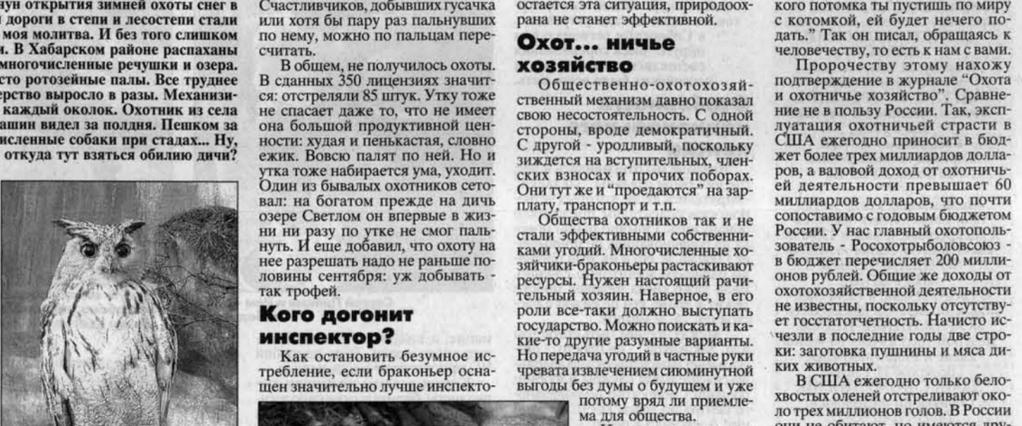 открытия зимней охоты снег в
дороги в степи и лесостепи стали
моя молитва. И без того слишком
и. В Хабарском районе распаханы
многочисленные речушки и озера.
сто ротозейные палы. Все труднее
ерство выросло в разы. Механизи-
каждый околок. Охотник из села
ашин видел за полдня. Пешком за
исленные собаки при стадах... Ну,
откуда тут взяться обилию дичи?
Счастливчиков, добывших гусачка
или хотя бы пару раз пальнувших
по нему, можно по пальцам пере-
считать.
В общем, не получилось охоты.
В сданных 350 лицензиях значит-
ся: отстреляли 85 штук. Утку тоже
не спасает даже то, что не имеет
она большой продуктивной цен-
ности: худая и пенькастая, словно
ежик. Вовсю палят по ней. Но и
утка тоже набирается ума, уходит.
Один из бывалых охотников сето-
вал: на богатом прежде на дичь
озере Светлом он впервые в жиз-
ни ни разу по утке не смог паль-
нуть. И еще добавил, что охоту на
нее разрешать надо не раньше по-
ловины сентября: уж добывать -
так трофей.
Кого догонит
инспектор?
Как остановить безумное ис-
требление, если браконьер осна-
щен значительно лучше инспекто-
остается эта ситуация, природоох-
рана не станет эффективной.
Охот... ничье
хозяйство
Общественно-охотохозяй-
ственный механизм давно показал
свою несостоятельность. С одной
стороны, вроде демократичный.
С другой - уродливый, поскольку
зиждется на вступительных, член-
ских взносах и прочих поборах.
Они тут же и "проедаются" на зар-
плату, транспорт и т.п.
Общества охотников так и не
стали эффективными собственни-
ками угодий. Многочисленные хо-
зяйчики-браконьеры растаскивают
ресурсы. Нужен настоящий рачи-
тельный хозяин. Наверное, в его
роли все-таки должно выступать
государство. Можно поискать и ка-
кие-то другие разумные варианты.
Но передача угодий в частные руки
чревата извлечением сиюминутной
выгоды без думы о будущем и уже
потому вряд ли приемле-
ма для общества.
кого потомка ты пустишь по миру
с котомкой, ей будет нечего по-
дать." Так он писал, обращаясь к
человечеству, то есть к нам с вами.
Пророчеству этому нахожу
подтверждение в журнале "Охота
и охотничье хозяйство". Сравне-
ние не в пользу России. Так, эксп-
луатация охотничьей страсти в
США ежегодно приносит в бюд-
жет более трех миллиардов долла-
ров, а валовой доход от охотничь-
ей деятельности превышает 60
миллиардов долларов, что почти
сопоставимо с годовым бюджетом
России. У нас главный охотополь-
зователь - Росохотрыболовсоюз -
в бюджет перечисляет 200 милли-
онов рублей. Общие же доходы от
охотохозяйственной деятельности
не известны, поскольку отсутству-
ет госстатотчетность. Начисто ис-
чезли в последние годы две стро-
ки: заготовка пушнины и мяса ди-
ких животных.
В США ежегодно только бело-
хвостых оленей отстреливают око-
ло трех миллионов голов. В России
они не обитают, но имеются дру-